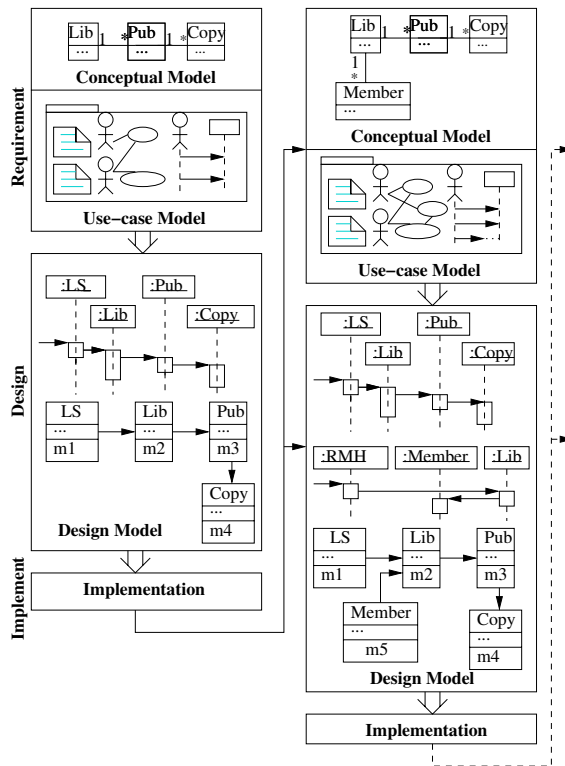 Requirement
Design
Implement
Lib 1 * Pub 1 * Copy
... ... ...
Conceptual Model
Use-case Model
:LS :Pub
:Lib :Copy
LS Lib Pub
... ... ...
m1 m2 m3
Copy
...
m4
Design Model
Implementation
Lib 1 * Pub 1 * Copy
... ... ...
1
*
Member
...
Conceptual Model
Use-case Model
:LS :Pub
:Lib :Copy
:RMH :Member :Lib
LS Lib Pub
... ... ...
m1 m2 m3
Member Copy
... ...
m5 m4
Design Model
Implementation